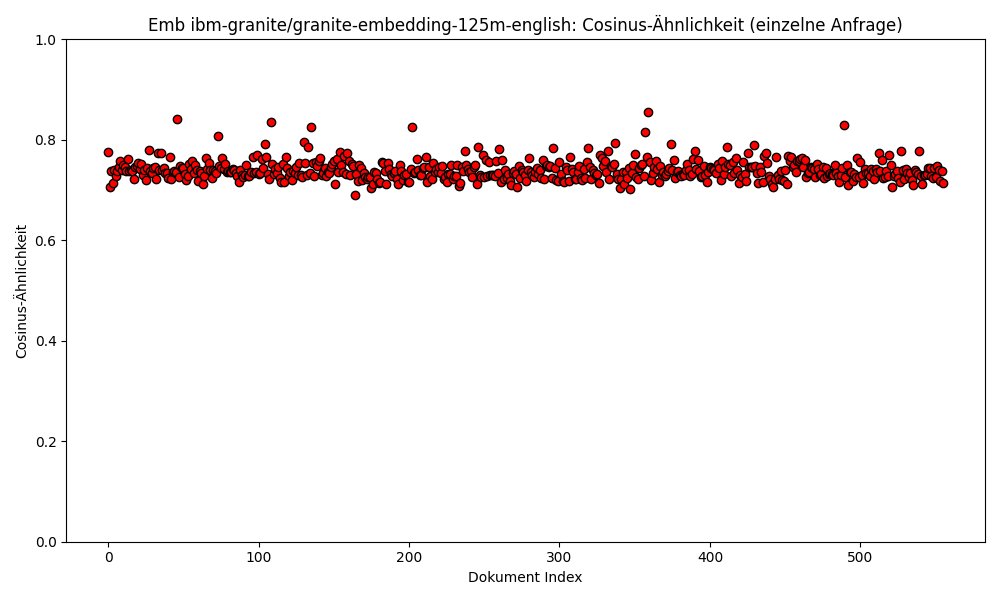 Emb ibm-granite/granite-embedding-125m-english: Cosinus-Ähnlichkeit (einzelne Anfrage)
1.0
0.8
0.6
0.4
0.2
0.0
Cosinus-Ähnlichkeit
0 100 200 300 400 500
Dokument Index